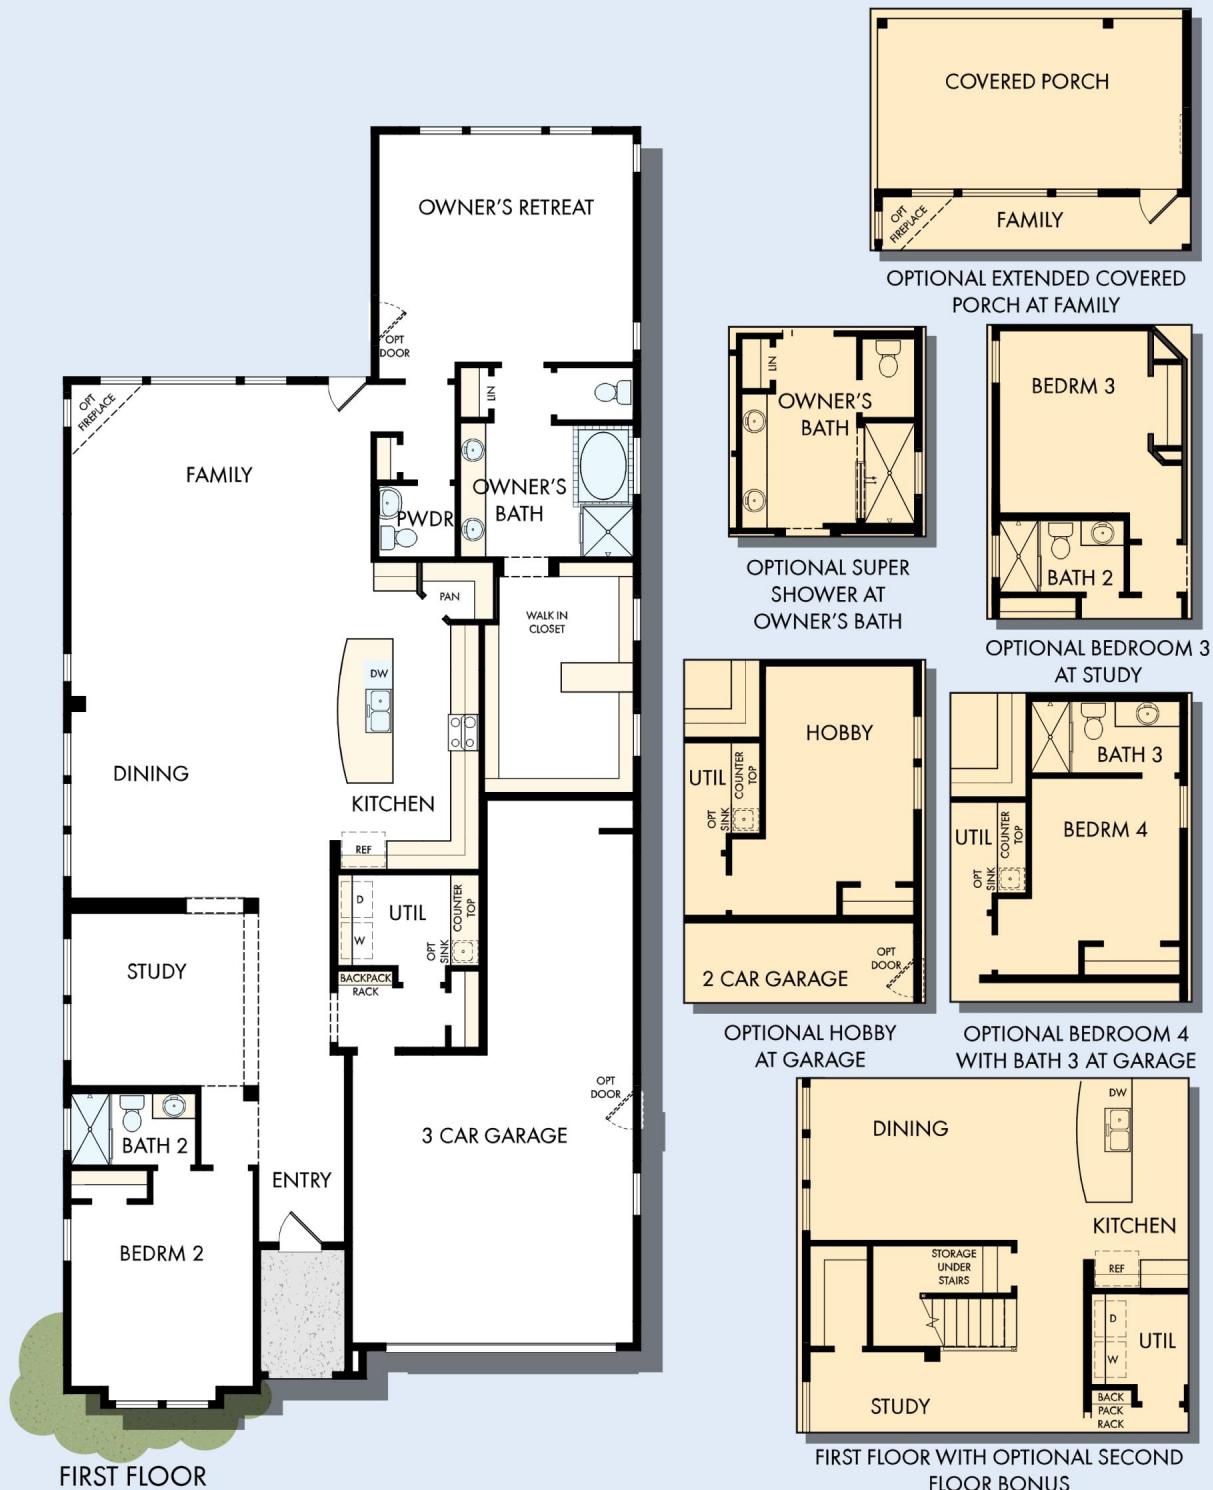 OWNER'S RETREAT
OPT
DOOR
OPT
FIREPLACE
LIN
FAMILY
OWNER'S
BATH
PWDR
PAN
WALK IN
CLOSET
DW
DINING
KITCHEN
REF
D
W
UTIL
COUNTER
TOP
OPT
SINK
STUDY
BACKPACK
RACK
OPT
DOOR
3 CAR GARAGE
BATH 2
ENTRY
BEDRM 2
FIRST FLOOR
COVERED PORCH
OPT
FIREPLACE
FAMILY
OPTIONAL EXTENDED COVERED
PORCH AT FAMILY
LIN
OWNER'S
BATH
OPTIONAL SUPER
SHOWER AT
OWNER'S BATH
BEDRM 3
BATH 2
OPTIONAL BEDROOM 3
AT STUDY
HOBBY
UTIL
COUNTER
TOP
OPT
SINK
2 CAR GARAGE
OPT
DOOR
OPTIONAL HOBBY
AT GARAGE
BATH 3
BEDRM 4
UTIL
COUNTER
TOP
OPT
SINK
OPTIONAL BEDROOM 4
WITH BATH 3 AT GARAGE
DW
DINING
KITCHEN
STORAGE
UNDER
STAIRS
REF
D
W
UTIL
BACK
PACK
RACK
STUDY
FIRST FLOOR WITH OPTIONAL SECOND
FLOOR BONUS